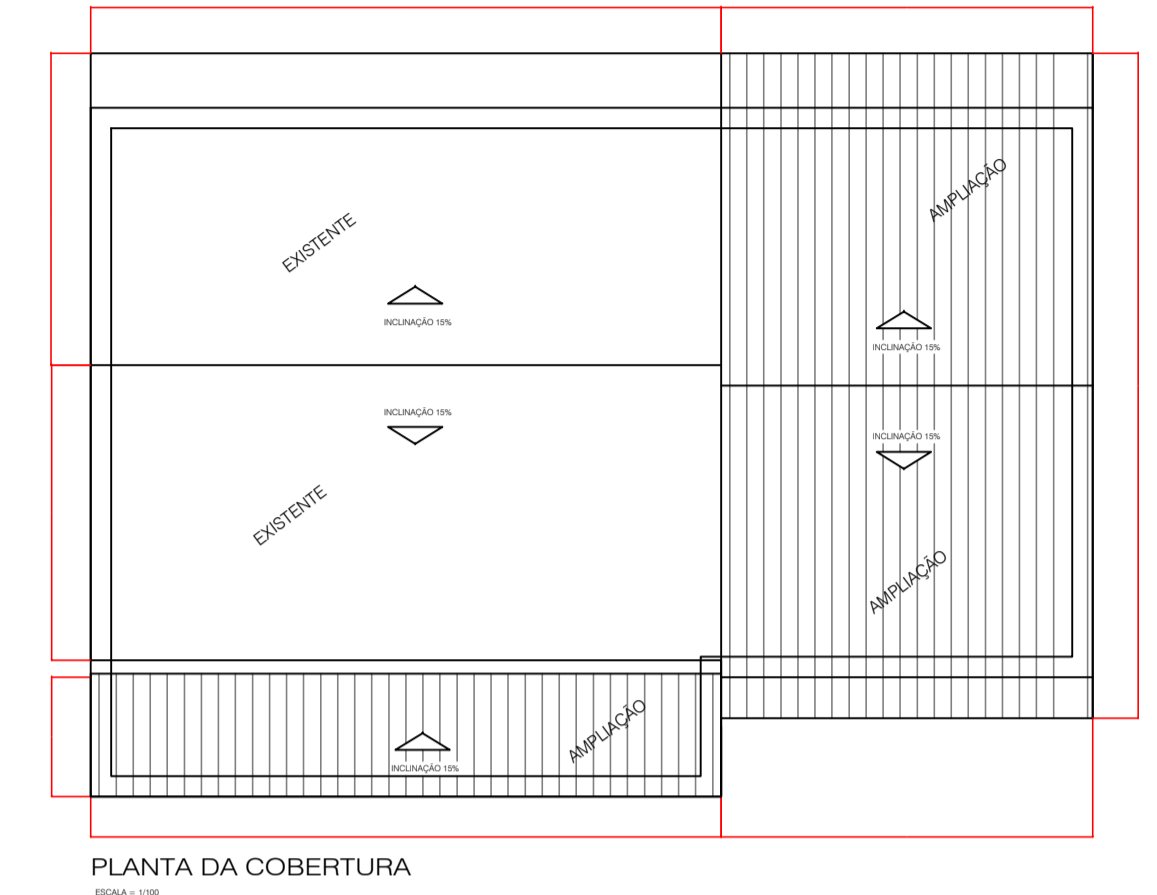 AMPLIAÇÃO
EXISTENTE
INCLINAÇÃO 15%
INCLINAÇÃO 15%
INCLINAÇÃO 15%
INCLINAÇÃO 15%
EXISTENTE
AMPLIAÇÃO
AMPLIAÇÃO
INCLINAÇÃO 15%
PLANTA DA COBERTURA
ESCALA = 1/100